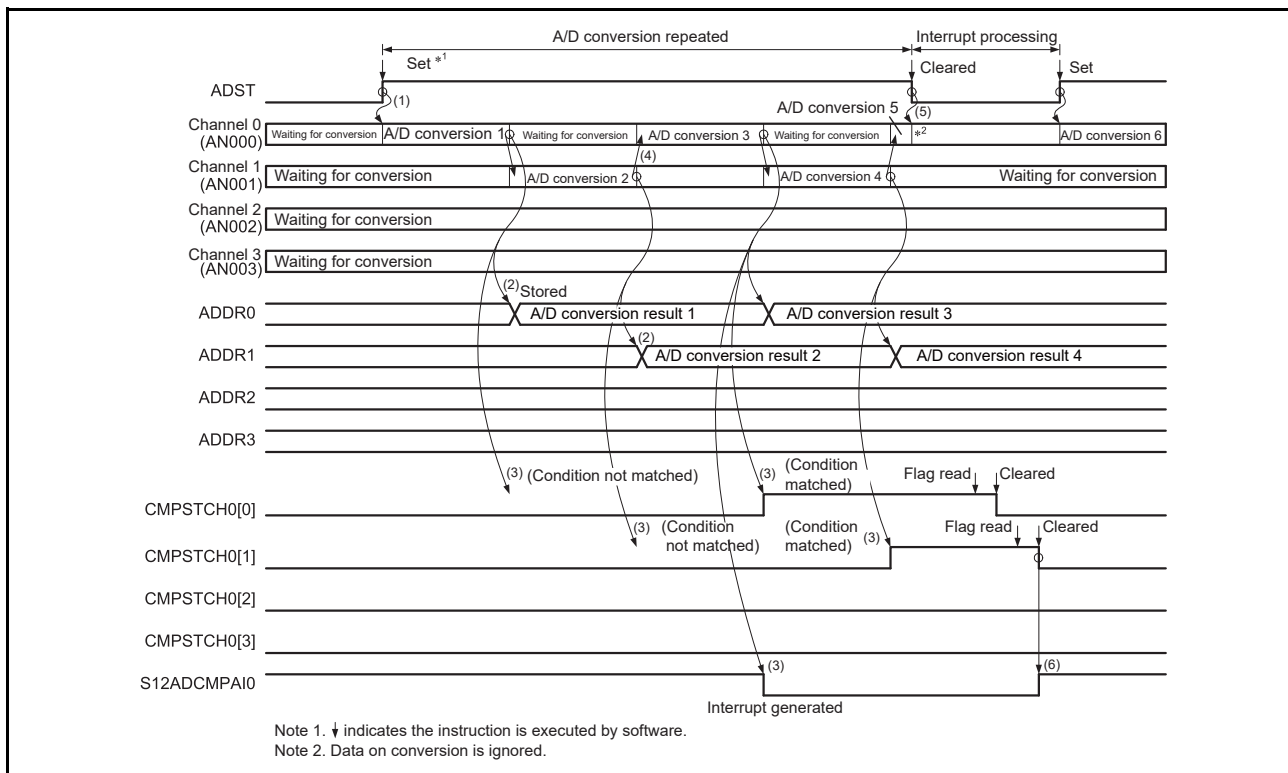 A/D conversion repeated
Interrupt processing
Set *1
Cleared
Set
ADST
(1)
A/D conversion 5
(5)
Channel 0
(AN000)
Waiting for conversion
A/D conversion 1
Waiting for conversion
A/D conversion 3
Waiting for conversion
*2
A/D conversion 6
(4)
Channel 1
(AN001)
Waiting for conversion
A/D conversion 2
A/D conversion 4
Waiting for conversion
Channel 2
(AN002)
Waiting for conversion
Channel 3
(AN003)
Waiting for conversion
(2) Stored
ADDR0
A/D conversion result 1
A/D conversion result 3
(2)
ADDR1
A/D conversion result 2
A/D conversion result 4
ADDR2
ADDR3
(3) (Condition not matched)
(3)
(Condition
matched)
Flag read
Cleared
CMPSTCH0[0]
(3)
(Condition
not matched)
(Condition
matched)
(3)
Flag read
Cleared
CMPSTCH0[1]
CMPSTCH0[2]
CMPSTCH0[3]
(3)
(6)
S12ADCMPAI0
Interrupt generated
Note 1. ↓ indicates the instruction is executed by software.
Note 2. Data on conversion is ignored.